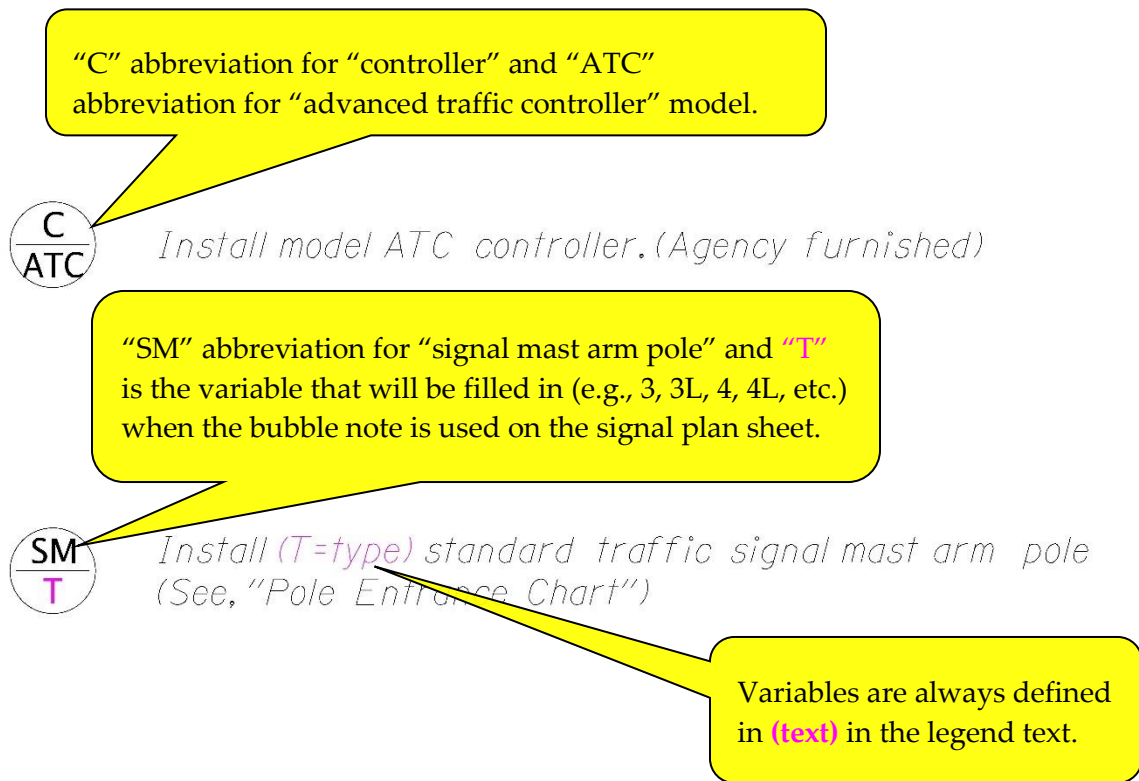 “C” abbreviation for “controller” and “ATC”
abbreviation for “advanced traffic controller” model.
C
ATC
Install model ATC controller.(Agency furnished)
“SM” abbreviation for “signal mast arm pole” and “T”
is the variable that will be filled in (e.g., 3, 3L, 4, 4L, etc.)
when the bubble note is used on the signal plan sheet.
SM
T
Install (T=type) standard traffic signal mast arm pole
(See, "Pole Entrance Chart")
Variables are always defined
in (text) in the legend text.